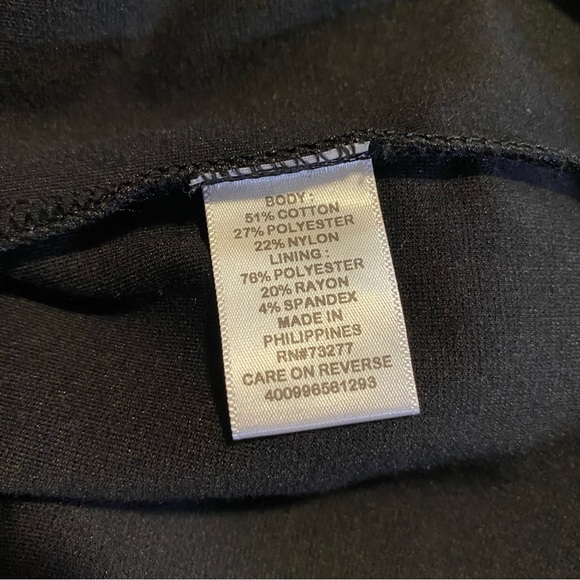 BODY :
51% COTTON
27% POLYESTER
22% NYLON
LINING :
76% POLYESTER
20% RAYON
4% SPANDEX
MADE IN
PHILIPPINES
RN#73277
CARE ON REVERSE
400996561293